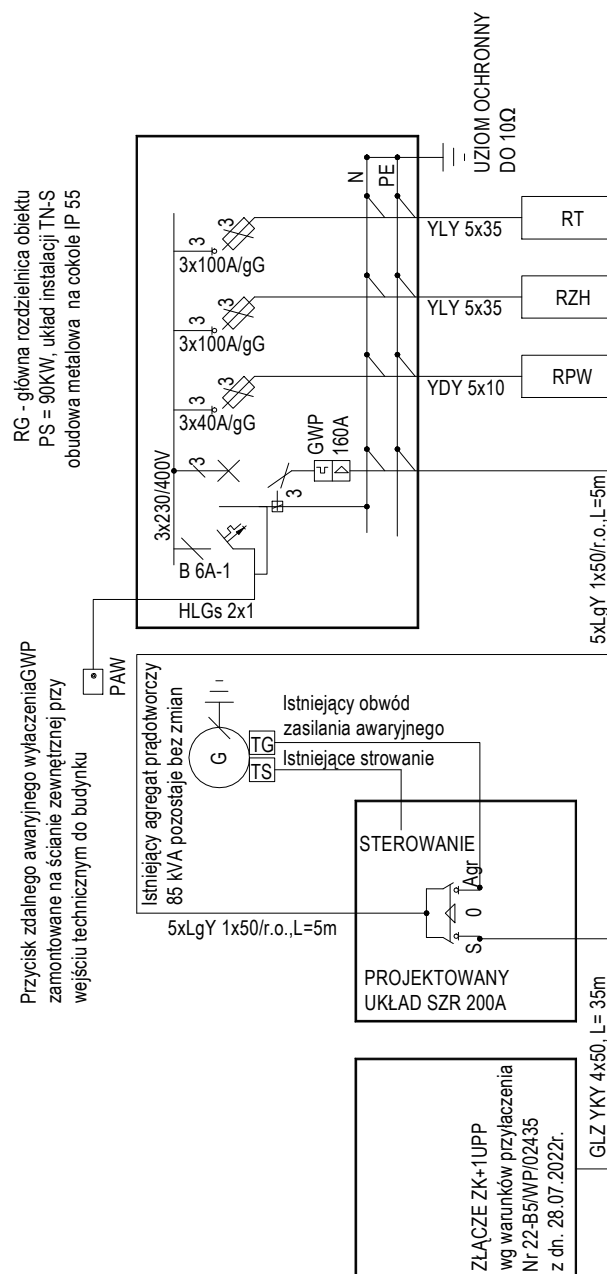 RG - główna rozdzielnica obiektu
PS = 90KW, układ instalacji TN-S
obudowa metalowa na cokole IP 55
UZIOM OCHRONNY
DO 10Ω
N
PE
3
3
3x100A/gG
YLY 5x35
RT
3
3
3x100A/gG
YLY 5x35
RZH
3
3
3x40A/gG
YDY 5x10
RPW
3x230/400V
3
GWP
160A
3
B 6A-1
HLGs 2x1
PAW
Przycisk zdalnego awaryjnego wyłaczeniaGWP
zamontowane na ścianie zewnętrznej przy
wejściu technicznym do budynku
5xLgY 1x50/r.o.,L=5m
Istniejący agregat prądotworczy
85 kVA pozostaje bez zmian
G
TG
TS
Istniejący obwód
zasilania awaryjnego
Istniejące strowanie
5xLgY 1x50/r.o.,L=5m
STEROWANIE
S
0
Agr
PROJEKTOWANY
UKŁAD SZR 200A
GLZ YKY 4x50, L= 35m
ZŁĄCZE ZK+1UPP
wg warunków przyłaczenia
Nr 22-B5/WP/02435
z dn. 28.07.2022r.